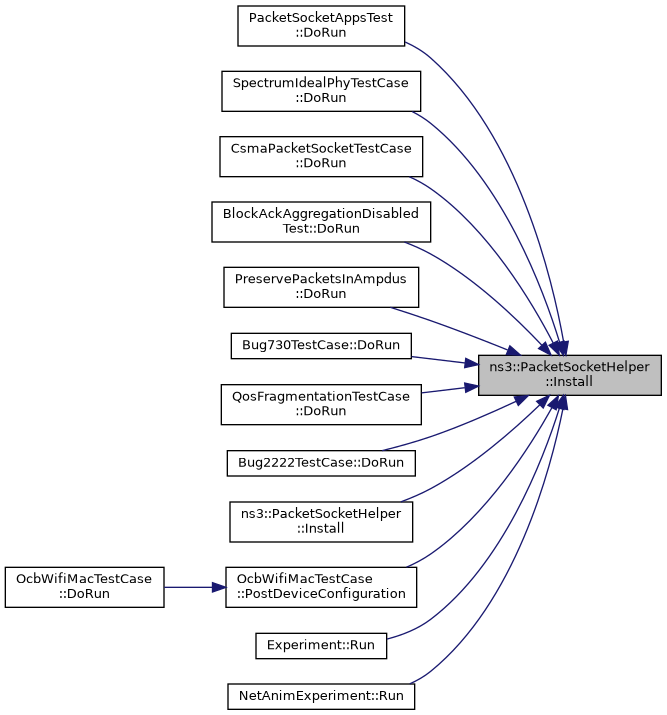 PacketSocketAppsTest
::DoRun
SpectrumIdealPhyTestCase
::DoRun
CsmaPacketSocketTestCase
::DoRun
BlockAckAggregationDisabled
Test::DoRun
PreservePacketsInAmpdus
::DoRun
Bug730TestCase::DoRun
ns3::PacketSocketHelper
::Install
QosFragmentationTestCase
::DoRun
Bug2222TestCase::DoRun
ns3::PacketSocketHelper
::Install
OcbWifiMacTestCase
::DoRun
OcbWifiMacTestCase
::PostDeviceConfiguration
Experiment::Run
NetAnimExperiment::Run